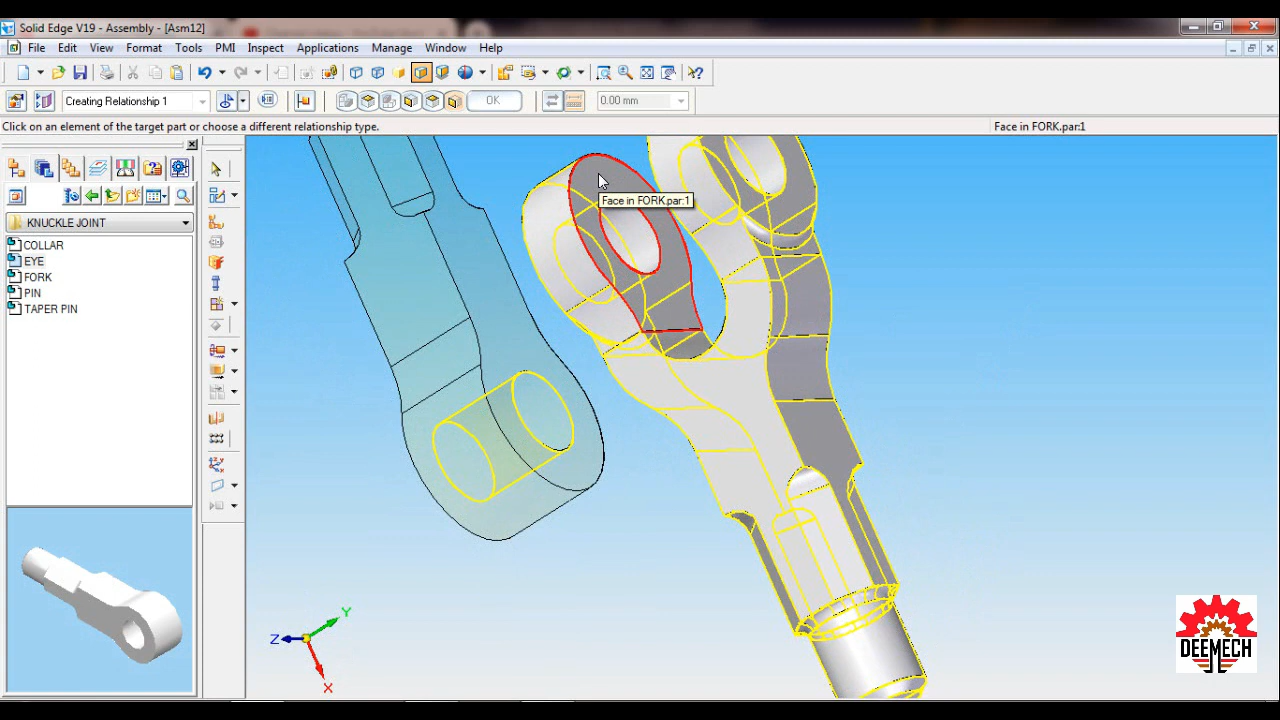 Solid Edge V19 - Assembly - [Asm12]
File Edit View Format Tools PMI Inspect Applications Manage Window Help
Creating Relationship 1 OK 0.00 mm
Click on an element of the target part or choose a different relationship type. Face in FORK.par:1
KNUCKLE JOINT
COLLAR
EYE
FORK
PIN
TAPER PIN
Face in FORK.par:1
Y
Z
X
DEEMECH